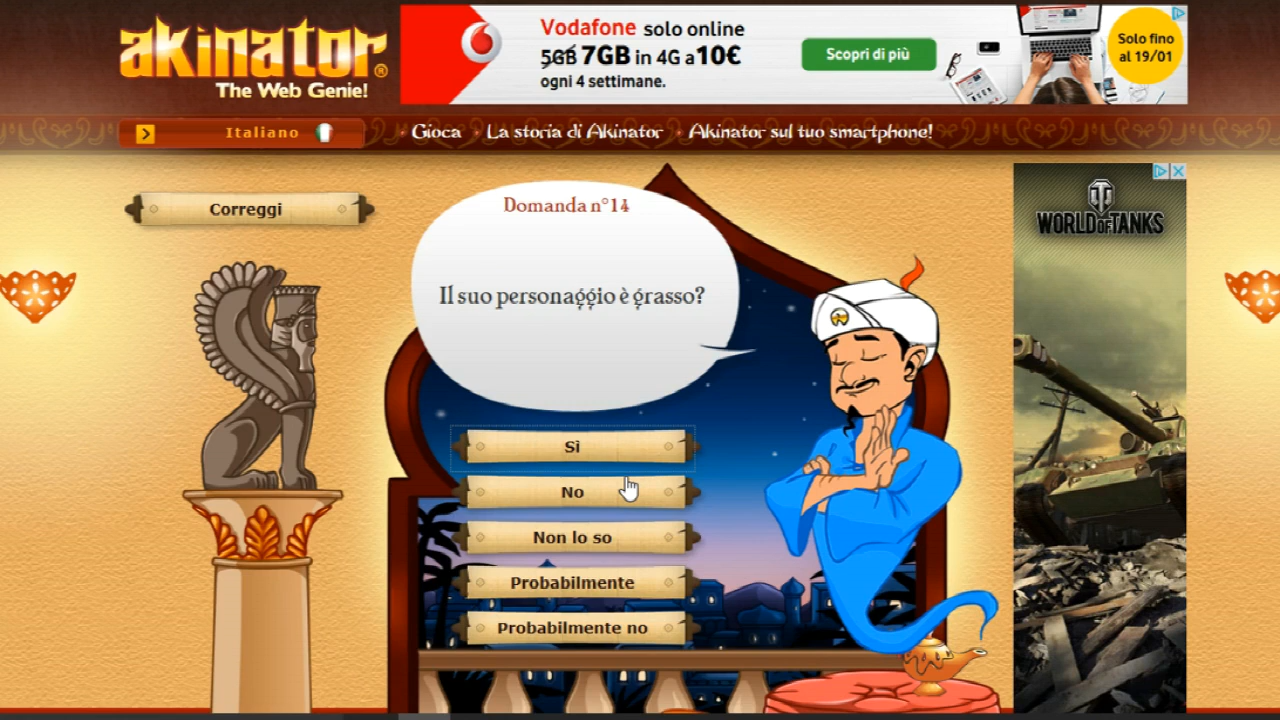 akinator®
The Web Genie!
Vodafone solo online
5GB 7GB in 4G a 10€
ogni 4 settimane.
Scopri di più
Solo fino
al 19/01
Italiano
Gioca
La storia di Akinator
Akinator sul tuo smartphone!
Correggi
Domanda n°14
Il suo personaggio è grasso?
Sì
No
Non lo so
Probabilmente
Probabilmente no
WORLD OF TANKS